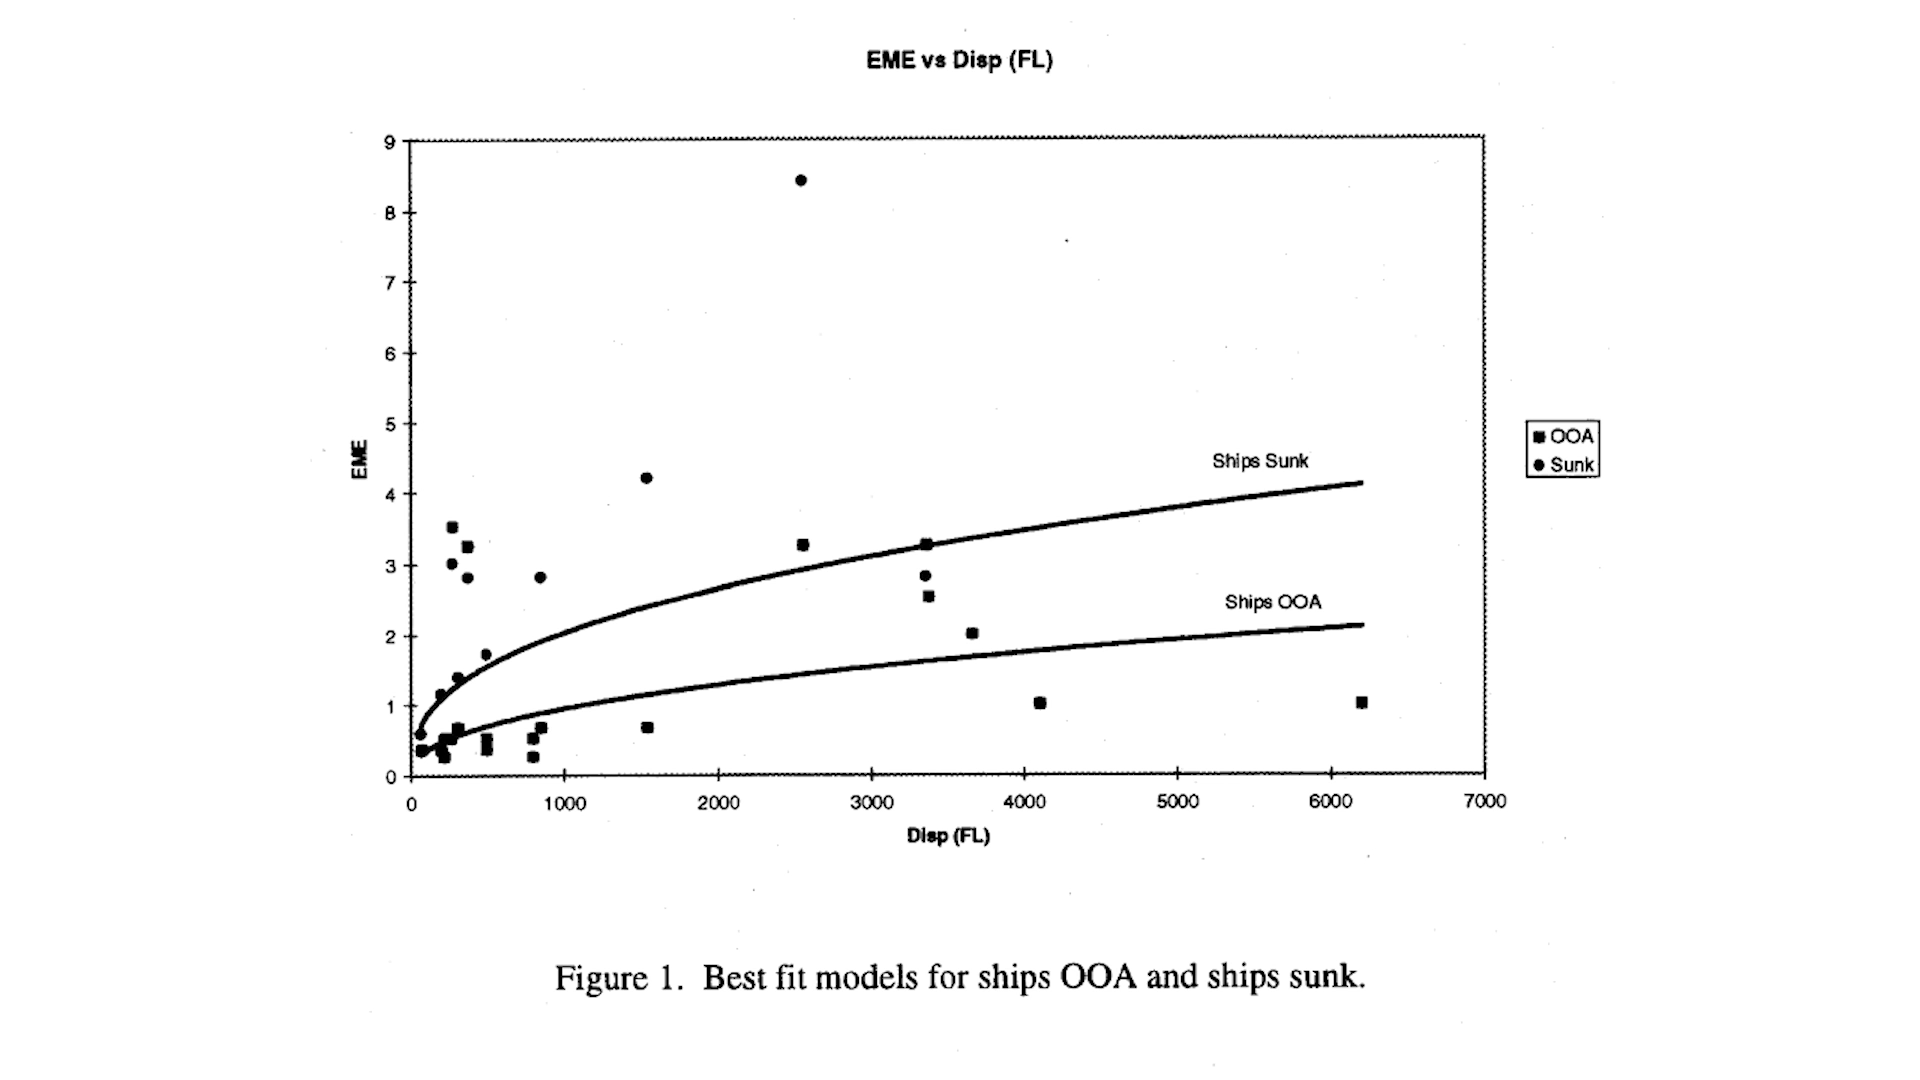 EME vs Disp (FL)
9
8
7
6
5
4
3
2
1
0
EME
Ships Sunk
Ships OOA
OOA
Sunk
0 1000 2000 3000 4000 5000 6000 7000
Disp (FL)
Figure 1. Best fit models for ships OOA and ships sunk.